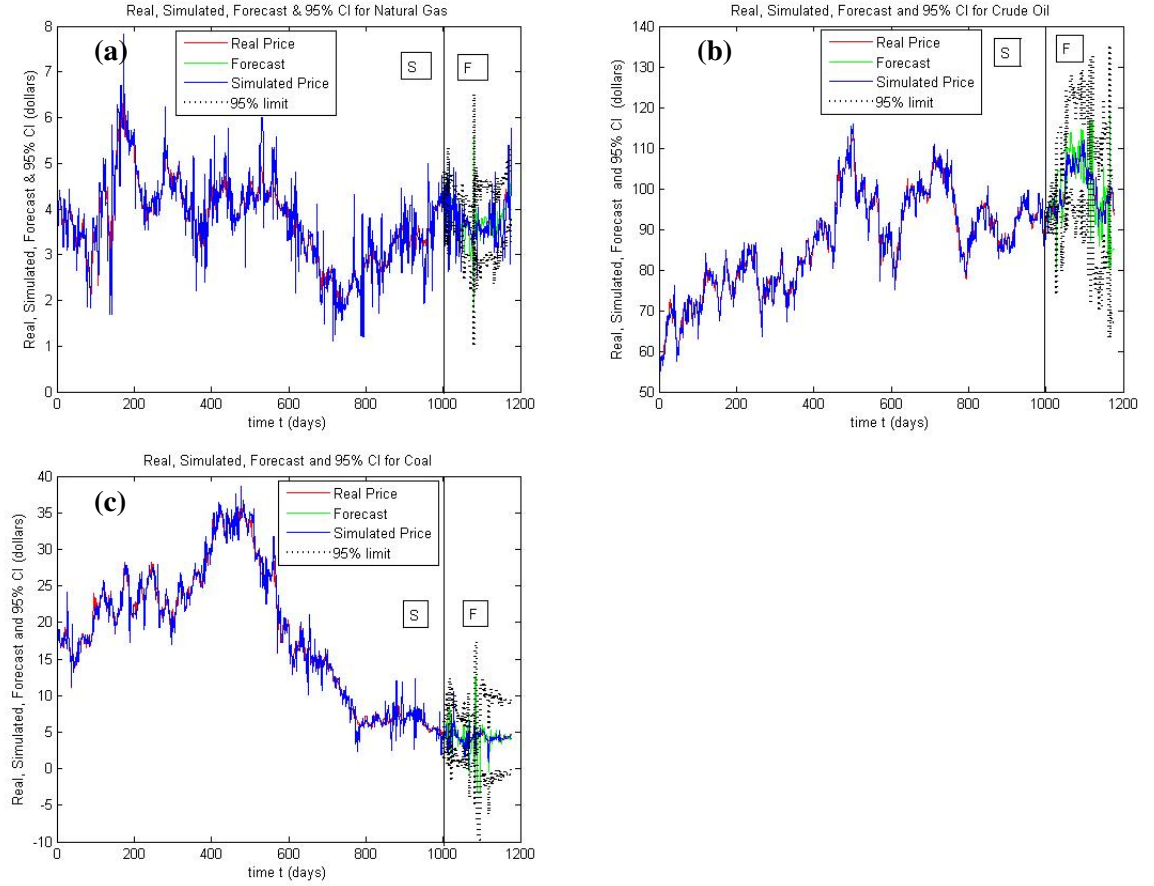 Real, Simulated, Forecast & 95% CI for Natural Gas
(a)
Real Price
Forecast
Simulated Price
95% limit
S
F
Real, Simulated, Forecast & 95% CI (dollars)
8
7
6
5
4
3
2
1
0
0 200 400 600 800 1000 1200
time t (days)
Real, Simulated, Forecast and 95% CI for Crude Oil
(b)
Real Price
Forecast
Simulated Price
95% limit
S
F
Real, Simulated, Forecast and 95% CI (dollars)
140
130
120
110
100
90
80
70
60
50
0 200 400 600 800 1000 1200
time t (days)
Real, Simulated, Forecast and 95% CI for Coal
(c)
Real Price
Forecast
Simulated Price
95% limit
S
F
Real, Simulated, Forecast and 95% CI (dollars)
40
35
30
25
20
15
10
5
0
-5
-10
0 200 400 600 800 1000 1200
time t (days)